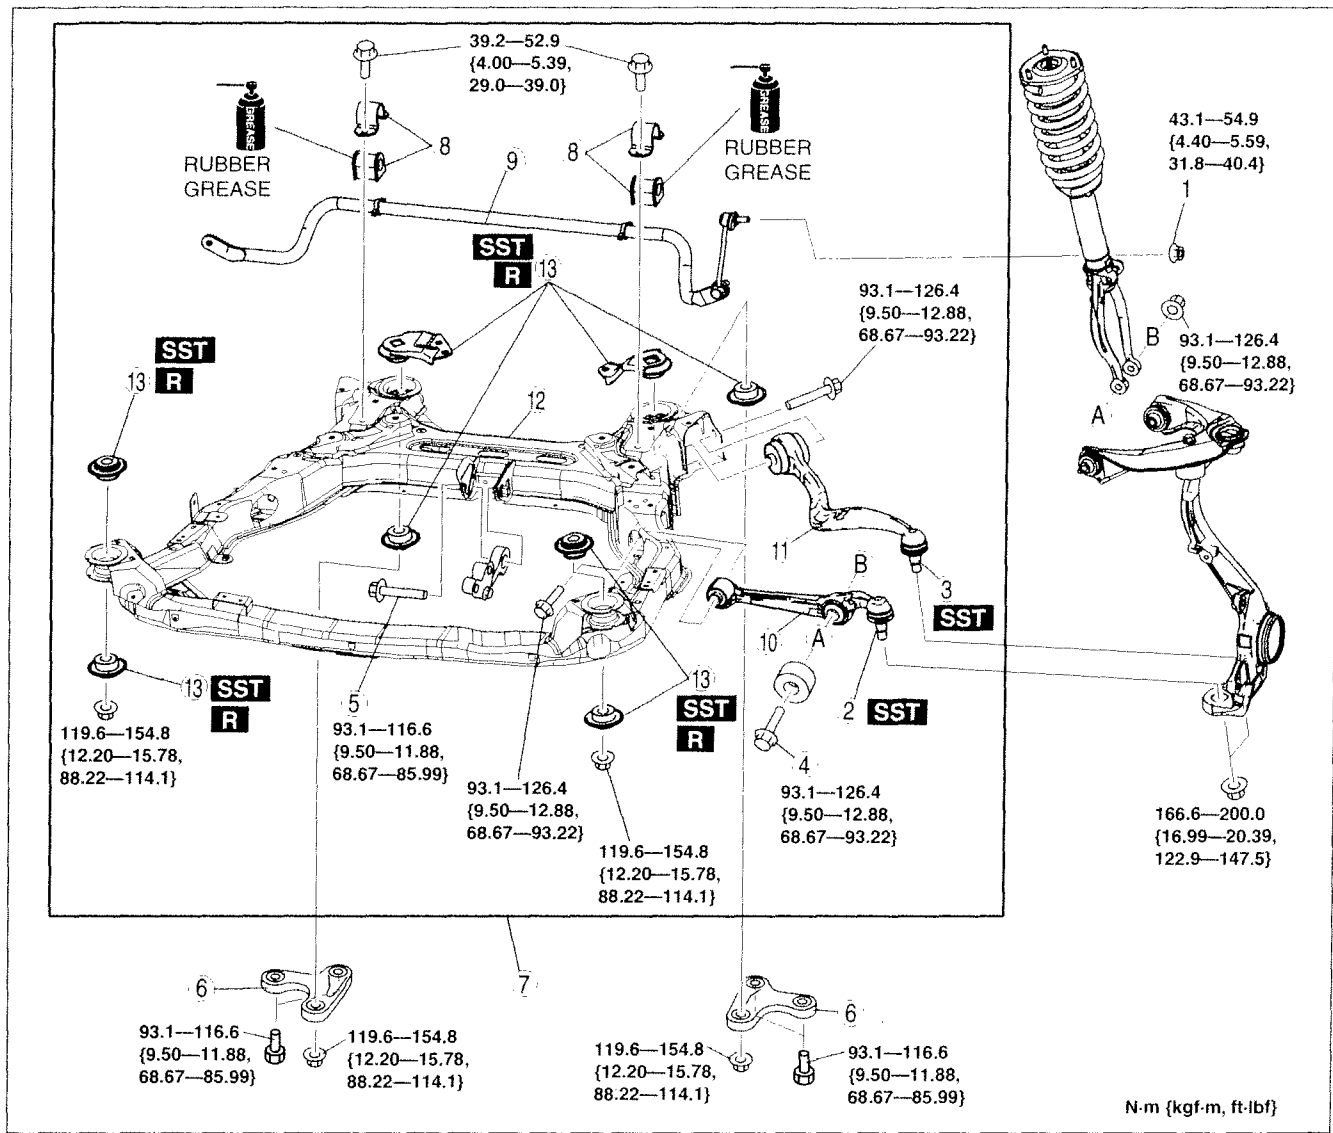 39.2—52.9
{4.00—5.39,
29.0—39.0}
GREASE
RUBBER
GREASE
8
9
8
GREASE
RUBBER
GREASE
43.1—54.9
{4.40—5.59,
31.8—40.4}
1
SST
R
13
93.1—126.4
{9.50—12.88,
68.67—93.22}
B
93.1—126.4
{9.50—12.88,
68.67—93.22}
A
SST
13
R
12
11
B
3
SST
10
A
13
SST
R
5
13
SST
R
2
SST
4
119.6—154.8
{12.20—15.78,
88.22—114.1}
93.1—116.6
{9.50—11.88,
68.67—85.99}
93.1—126.4
{9.50—12.88,
68.67—93.22}
93.1—126.4
{9.50—12.88,
68.67—93.22}
119.6—154.8
{12.20—15.78,
88.22—114.1}
166.6—200.0
{16.99—20.39,
122.9—147.5}
6
7
6
93.1—116.6
{9.50—11.88,
68.67—85.99}
119.6—154.8
{12.20—15.78,
88.22—114.1}
119.6—154.8
{12.20—15.78,
88.22—114.1}
93.1—116.6
{9.50—11.88,
68.67—85.99}
N·m {kgf·m, ft·lbf}